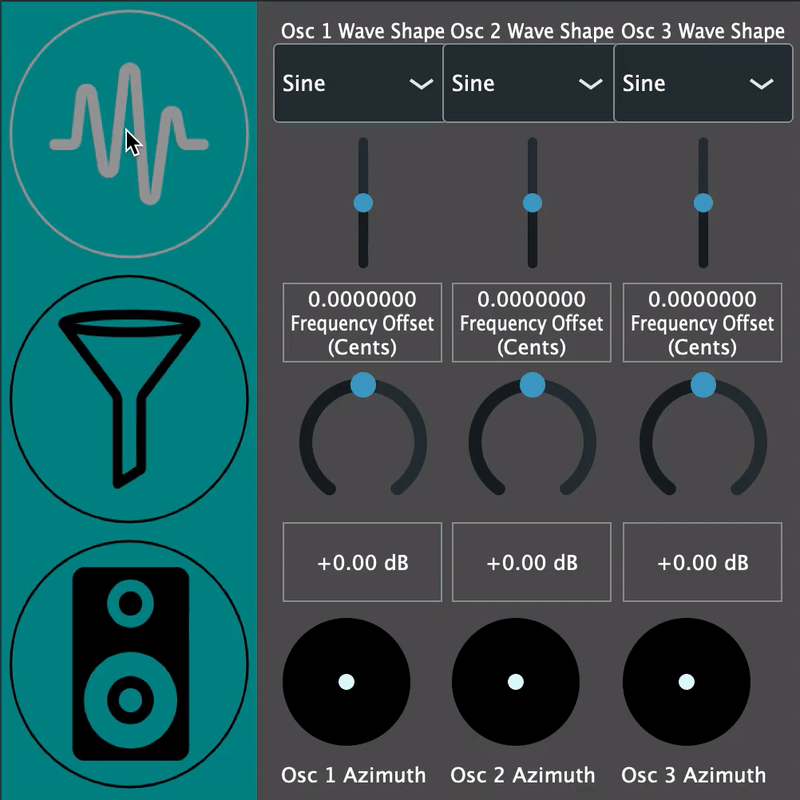 Osc 1 Wave Shape Osc 2 Wave Shape Osc 3 Wave Shape
Sine Sine Sine
0.0000000 0.0000000 0.0000000
Frequency Offset Frequency Offset Frequency Offset
(Cents) (Cents) (Cents)
+0.00 dB +0.00 dB +0.00 dB
Osc 1 Azimuth Osc 2 Azimuth Osc 3 Azimuth